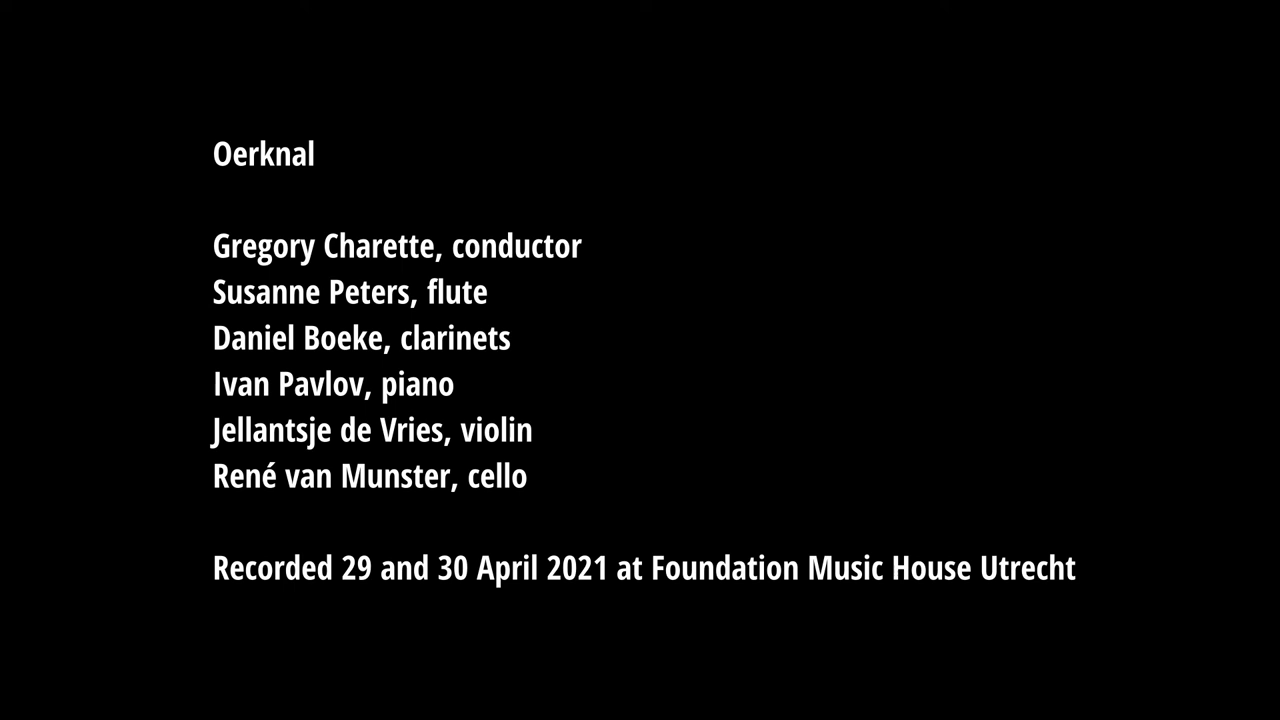 Oerknal
Gregory Charette, conductor
Susanne Peters, flute
Daniel Boeke, clarinets
Ivan Pavlov, piano
Jellantsje de Vries, violin
René van Munster, cello
Recorded 29 and 30 April 2021 at Foundation Music House Utrecht